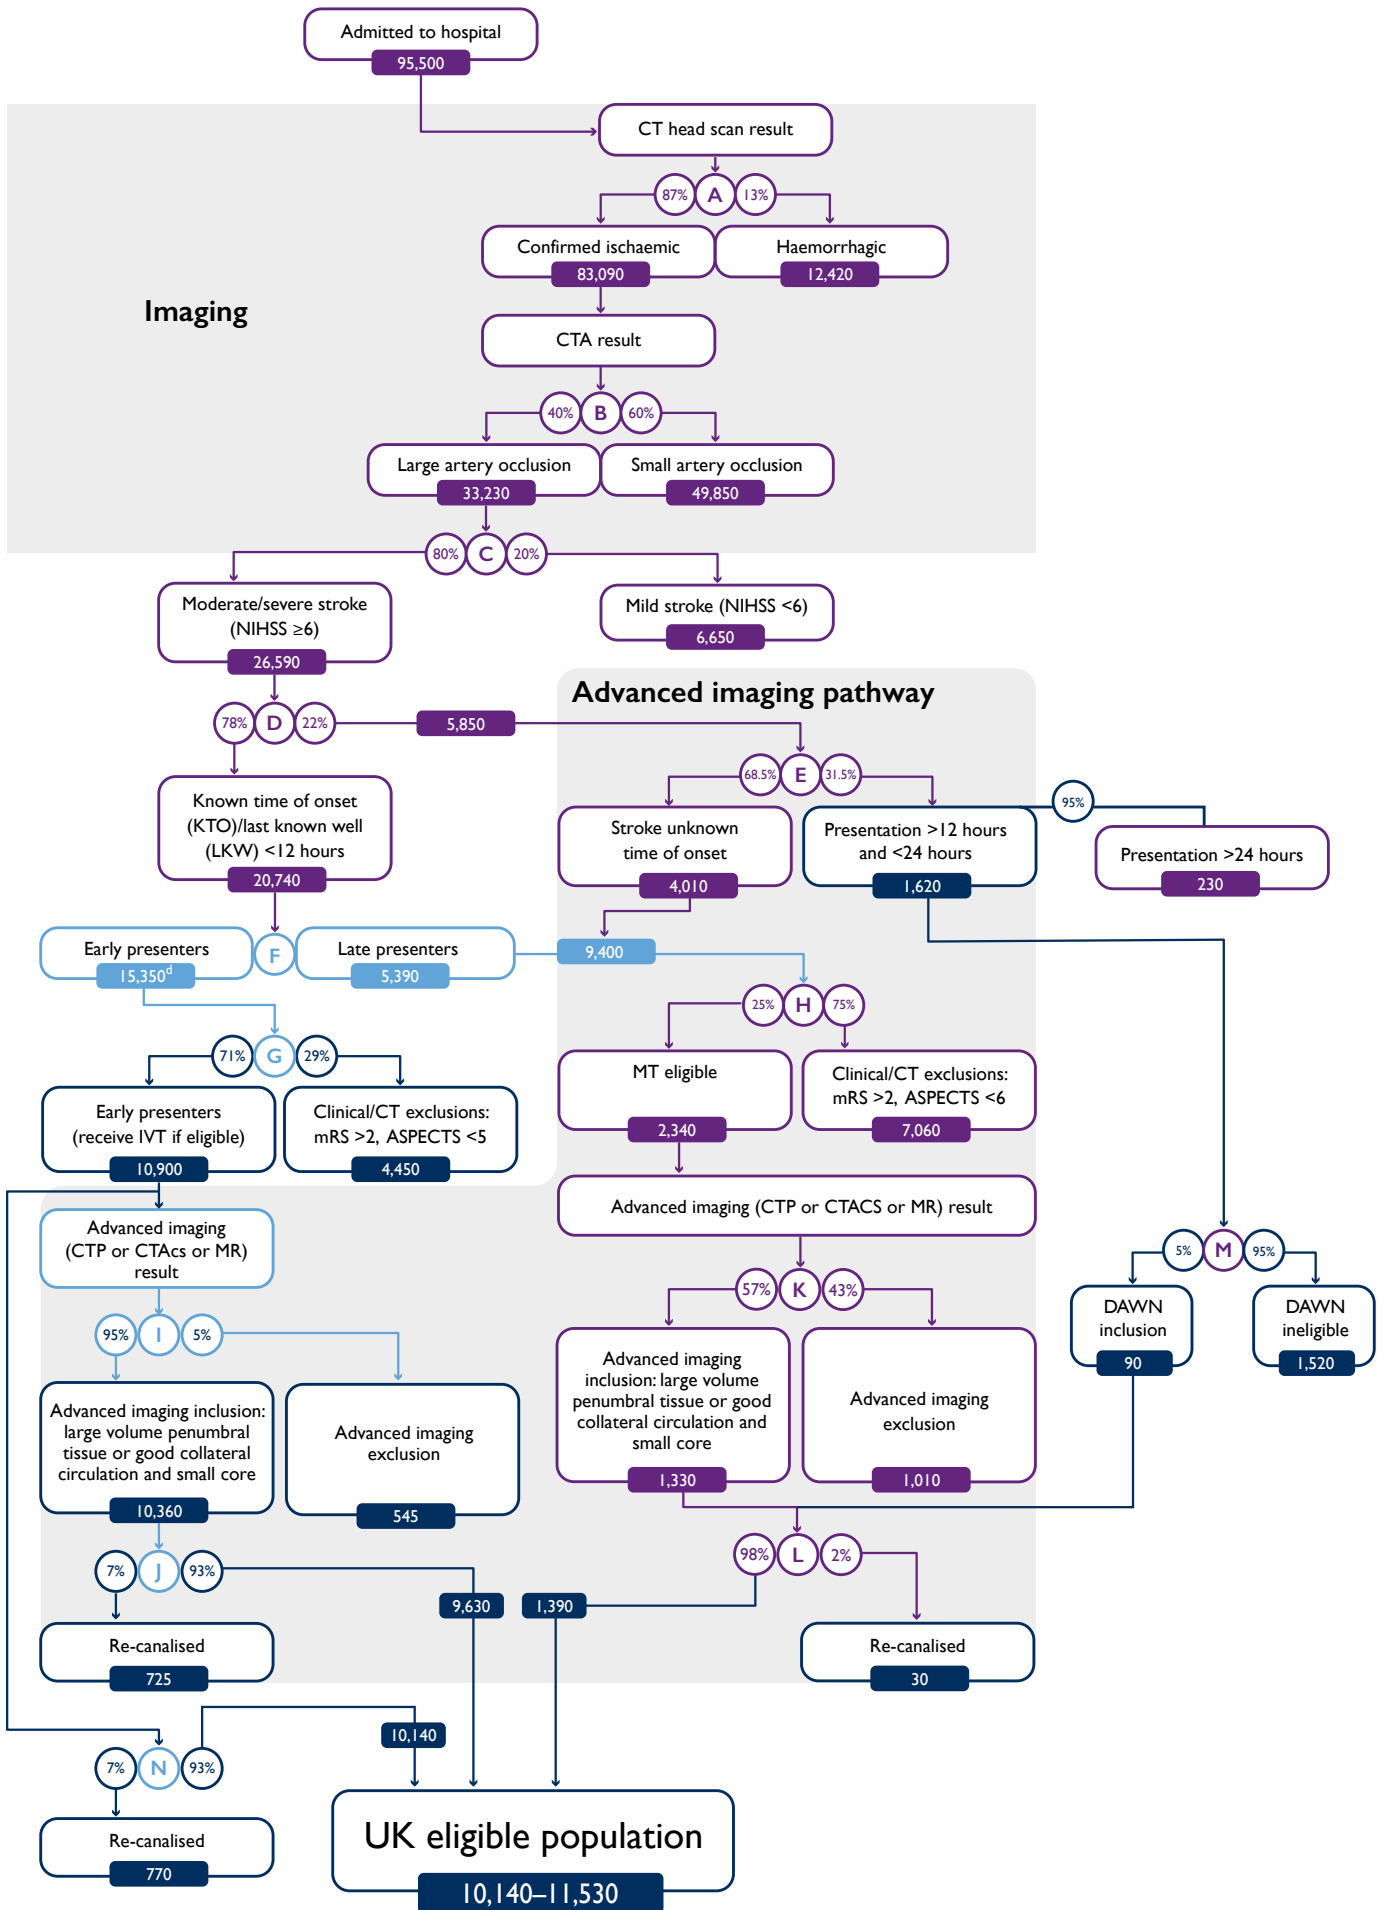 Admitted to hospital
95,500
CT head scan result
87%
A
13%
Confirmed ischaemic
83,090
Haemorrhagic
12,420
Imaging
CTA result
40%
B
60%
Large artery occlusion
33,230
Small artery occlusion
49,850
80%
C
20%
Moderate/severe stroke
(NIHSS ≥6)
26,590
Mild stroke (NIHSS <6)
6,650
Advanced imaging pathway
78%
D
22%
5,850
68.5%
E
31.5%
95%
Known time of onset
(KTO)/last known well
(LKW) <12 hours
20,740
Stroke unknown
time of onset
4,010
Presentation >12 hours
and <24 hours
1,620
Presentation >24 hours
230
Early presenters
15,350d
F
Late presenters
5,390
9,400
25%
H
75%
71%
G
29%
MT eligible
2,340
Clinical/CT exclusions:
mRS >2, ASPECTS <6
7,060
Early presenters
(receive IVT if eligible)
10,900
Clinical/CT exclusions:
mRS >2, ASPECTS <5
4,450
Advanced imaging (CTP or CTACS or MR) result
Advanced imaging
(CTP or CTAcs or MR)
result
5%
M
95%
57%
K
43%
DAWN
inclusion
90
DAWN
ineligible
1,520
95%
I
5%
Advanced imaging
inclusion: large volume
penumbral tissue or good
collateral circulation and
small core
1,330
Advanced imaging
exclusion
1,010
Advanced imaging inclusion:
large volume penumbral
tissue or good collateral
circulation and small core
10,360
Advanced imaging
exclusion
545
98%
L
2%
7%
J
93%
9,630
1,390
Re-canalised
725
Re-canalised
30
10,140
7%
N
93%
Re-canalised
770
UK eligible population
10,140–11,530